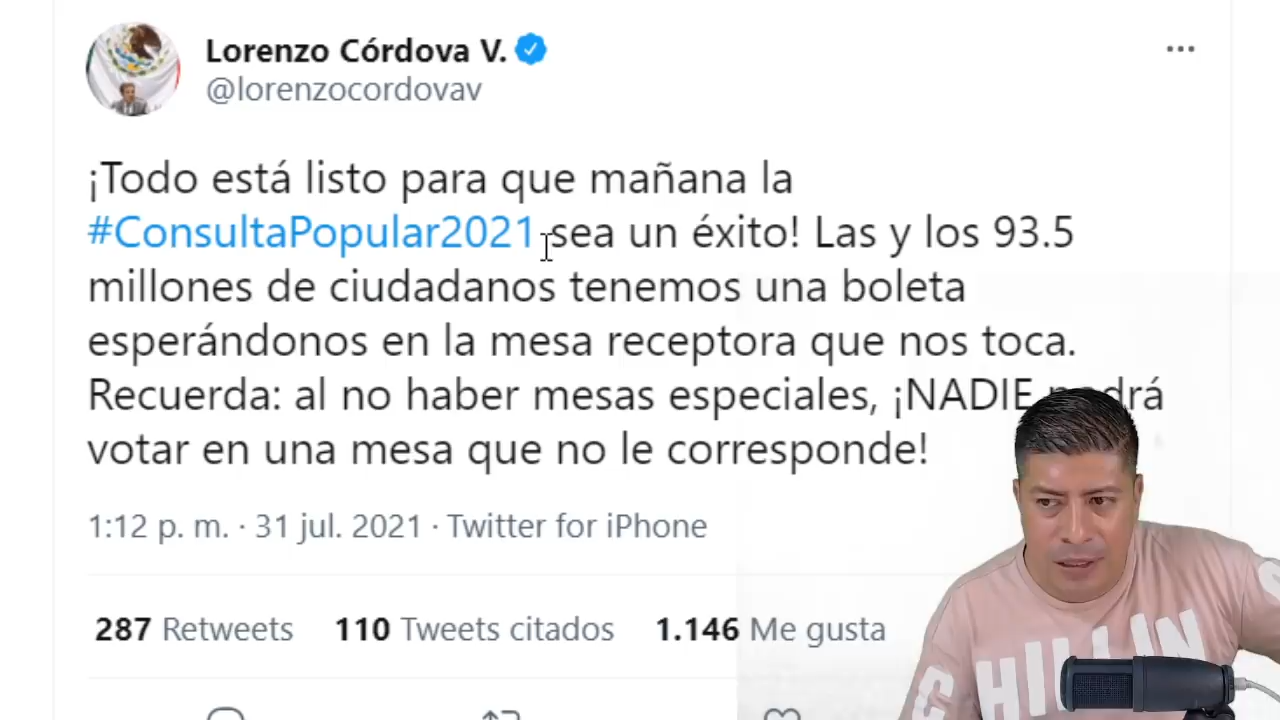 Lorenzo Córdova V.
@lorenzocordovav
¡Todo está listo para que mañana la
#ConsultaPopular2021 sea un éxito! Las y los 93.5
millones de ciudadanos tenemos una boleta
esperándonos en la mesa receptora que nos toca.
Recuerda: al no haber mesas especiales, ¡NADIE podrá
votar en una mesa que no le corresponde!
1:12 p. m. · 31 jul. 2021 · Twitter for iPhone
287 Retweets 110 Tweets citados 1.146 Me gusta
CHILLIN